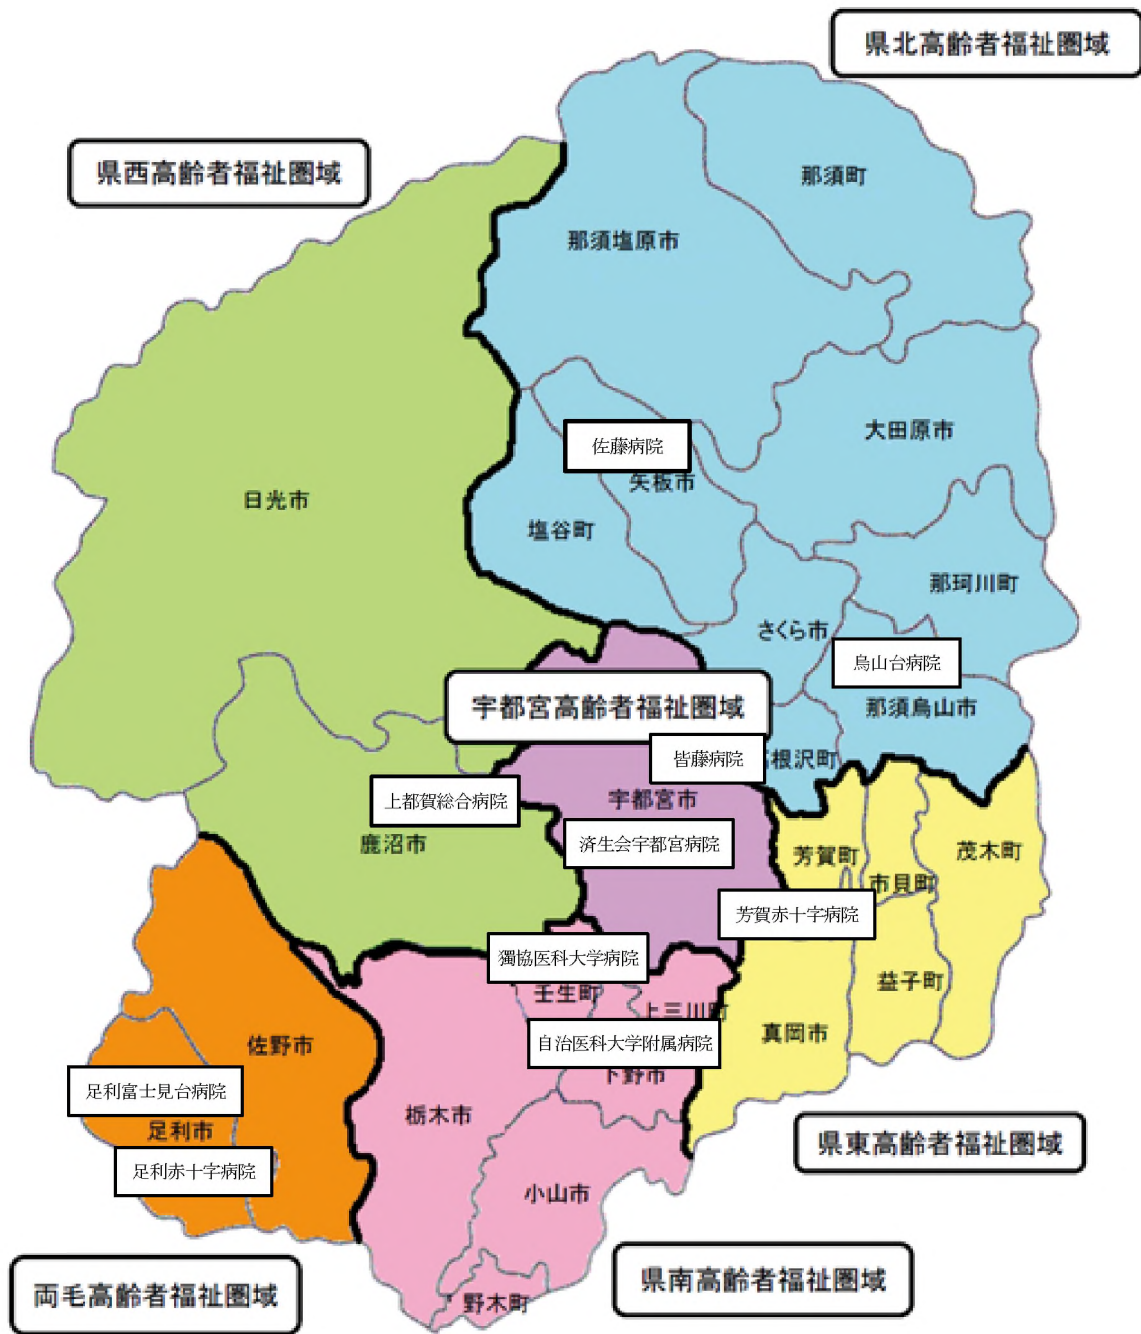 県北高齢者福祉圏域
県西高齢者福祉圏域
那須町
那須塩原市
大田原市
佐藤病院
矢板市
日光市
塩谷町
那珂川町
さくら市
烏山台病院
宇都宮高齢者福祉圏域
那須烏山市
皆藤病院
根沢町
上都賀総合病院
宇都宮市
済生会宇都宮病院
鹿沼市
芳賀町
茂木町
市貝町
芳賀赤十字病院
獨協医科大学病院
益子町
壬生町
上三川町
真岡市
佐野市
自治医科大学附属病院
下野市
足利富士見台病院
栃木市
足利市
県東高齢者福祉圏域
足利赤十字病院
小山市
県南高齢者福祉圏域
両毛高齢者福祉圏域
野木町